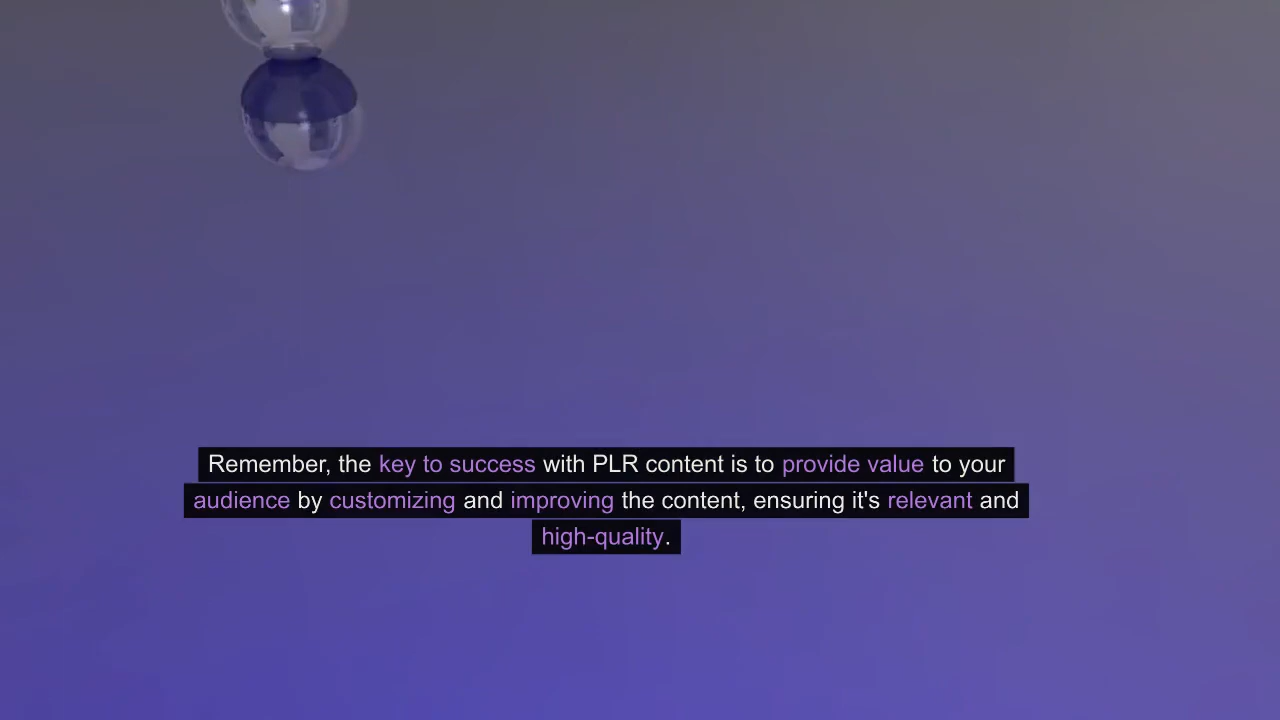 Remember, the key to success with PLR content is to provide value to your
audience by customizing and improving the content, ensuring it's relevant and
high-quality.